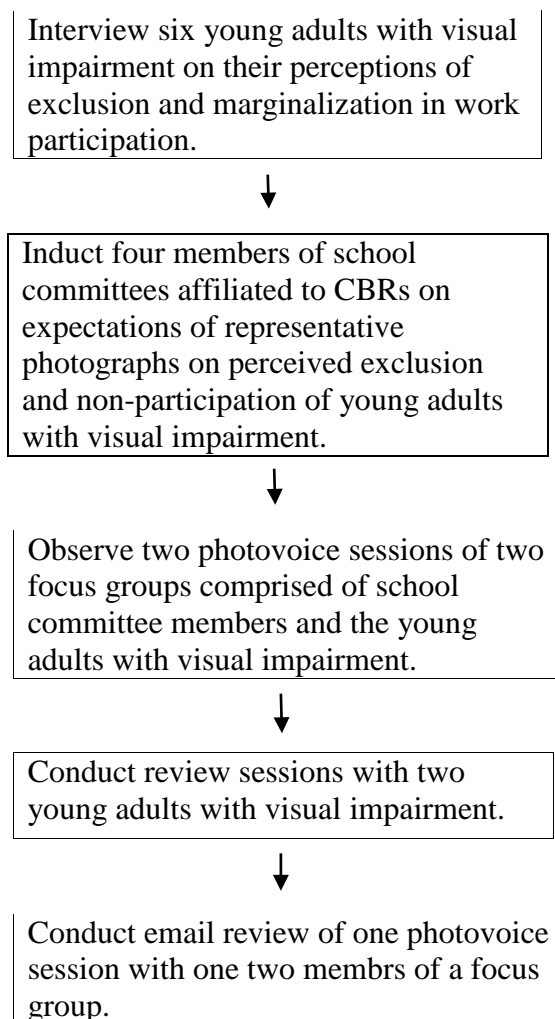 Interview six young adults with visual
impairment on their perceptions of
exclusion and marginalization in work
participation.
Induct four members of school
committees affiliated to CBRs on
expectations of representative
photographs on perceived exclusion
and non-participation of young adults
with visual impairment.
Observe two photovoice sessions of two
focus groups comprised of school
committee members and the young
adults with visual impairment.
Conduct review sessions with two
young adults with visual impairment.
Conduct email review of one photovoice
session with one two membrs of a focus
group.